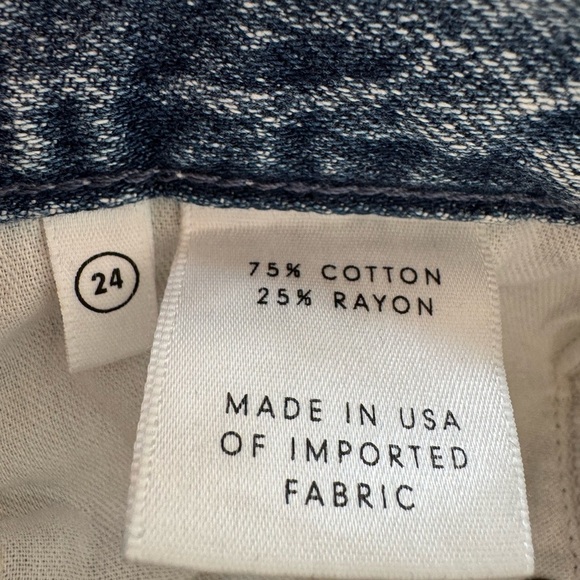 24
75% COTTON
25% RAYON
MADE IN USA
OF IMPORTED
FABRIC